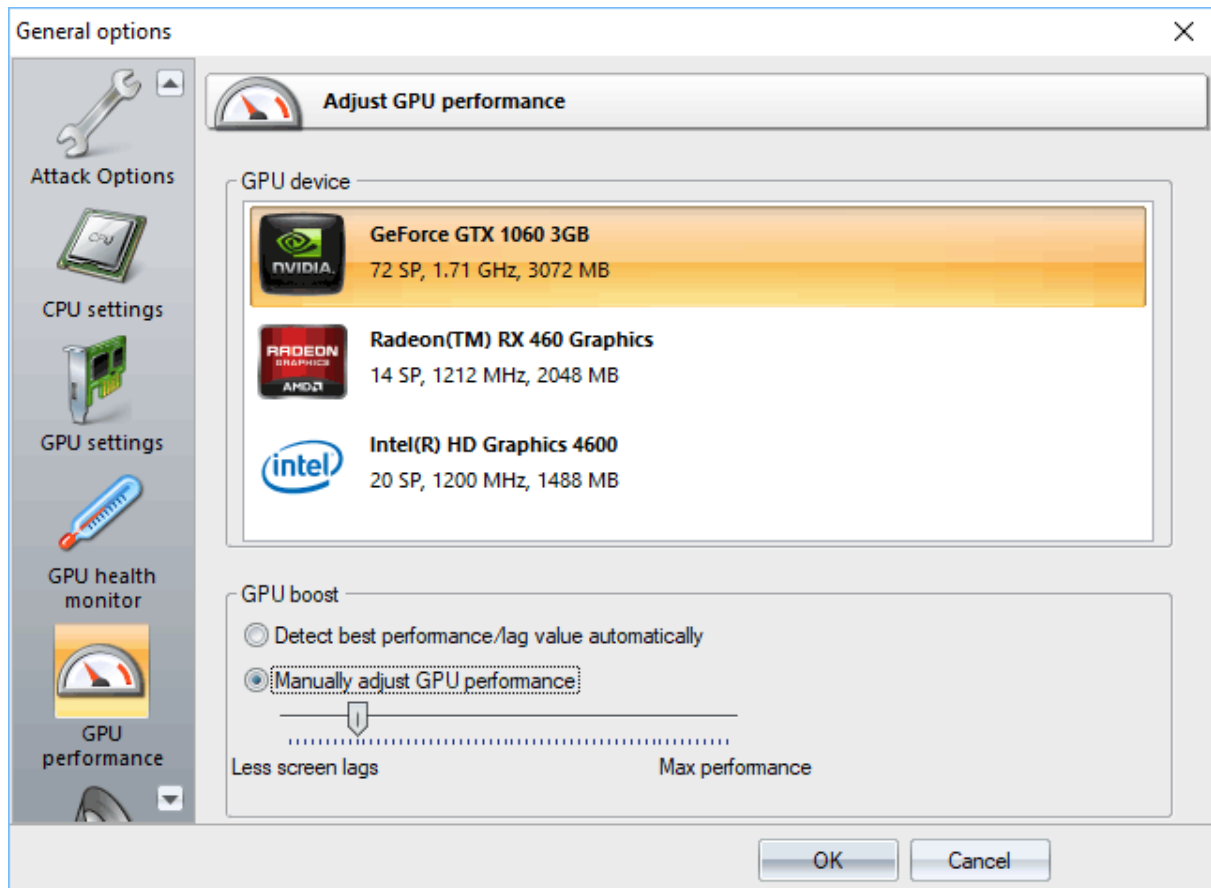 General options
Attack Options
CPU
CPU settings
GPU settings
GPU health
monitor
GPU
performance
Adjust GPU performance
GPU device
NVIDIA.
GeForce GTX 1060 3GB
72 SP, 1.71 GHz, 3072 MB
RADEON
GRAPHICS
AMD
Radeon(TM) RX 460 Graphics
14 SP, 1212 MHz, 2048 MB
intel
Intel(R) HD Graphics 4600
20 SP, 1200 MHz, 1488 MB
GPU boost
Detect best performance/lag value automatically
Manually adjust GPU performance
Less screen lags Max performance
OK Cancel